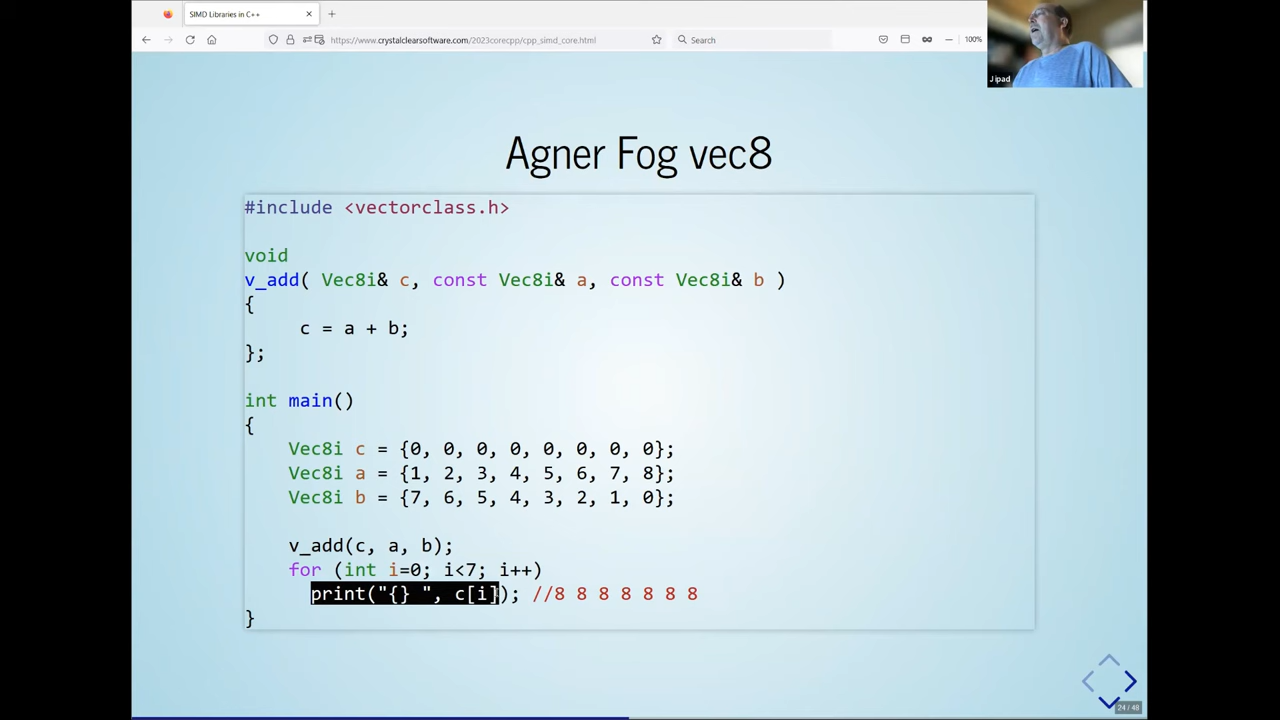 SIMD Libraries in C++
https://www.crystalclearsoftware.com/2023corecpp/cpp_simd_core.html
Search
100%
J ipad
Agner Fog vec8
#include <vectorclass.h>
void
v_add( Vec8i& c, const Vec8i& a, const Vec8i& b )
{
c = a + b;
};
int main()
{
Vec8i c = {0, 0, 0, 0, 0, 0, 0, 0};
Vec8i a = {1, 2, 3, 4, 5, 6, 7, 8};
Vec8i b = {7, 6, 5, 4, 3, 2, 1, 0};
v_add(c, a, b);
for (int i=0; i<7; i++)
print("{} ", c[i]); //8 8 8 8 8 8 8
}
24 / 48